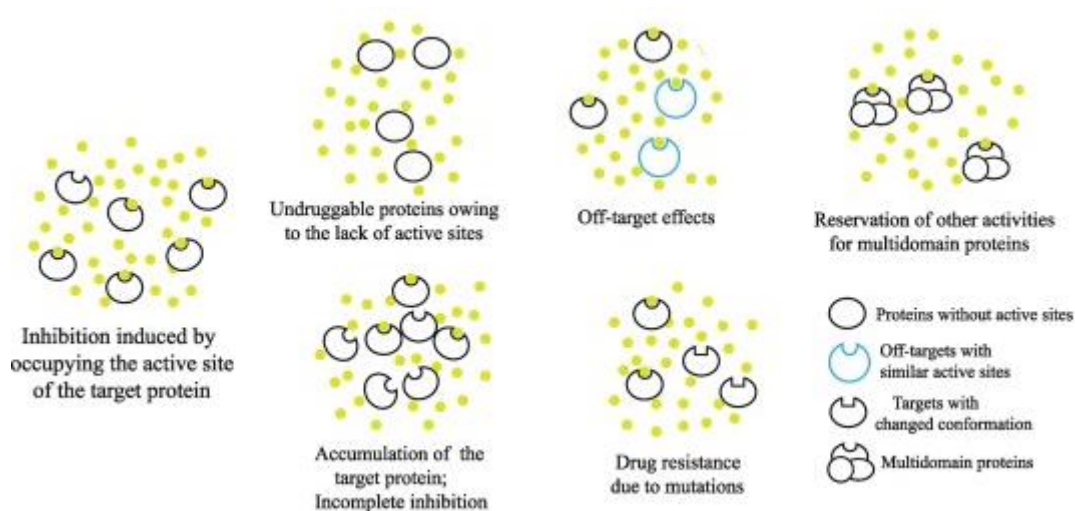 Undruggable proteins owing
to the lack of active sites
Off-target effects
Reservation of other activities
for multidomain proteins
Inhibition induced by
occupying the active site
of the target protein
Accumulation of the
target protein;
Incomplete inhibition
Drug resistance
due to mutations
Proteins without active sites
Off-targets with
similar active sites
Targets with
changed conformation
Multidomain proteins